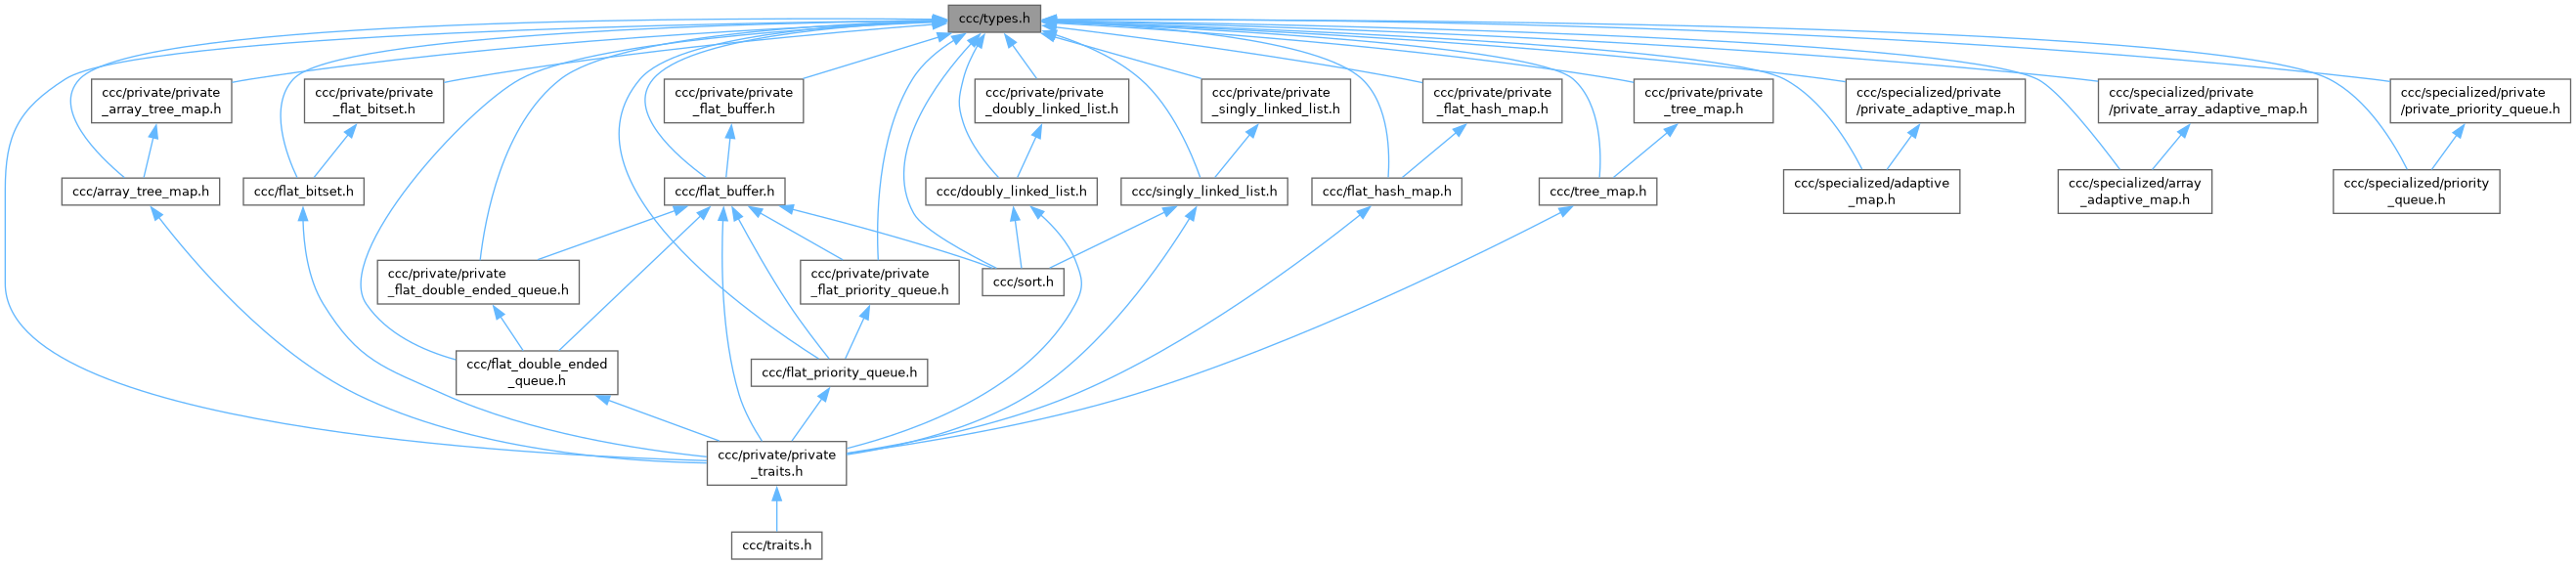 ccc/types.h
ccc/private/private
_array_tree_map.h
ccc/private/private
_flat_bitset.h
ccc/private/private
_flat_buffer.h
ccc/private/private
_doubly_linked_list.h
ccc/private/private
_singly_linked_list.h
ccc/private/private
_flat_hash_map.h
ccc/private/private
_tree_map.h
ccc/specialized/private
/private_adaptive_map.h
ccc/specialized/private
/private_array_adaptive_map.h
ccc/specialized/private
/private_priority_queue.h
ccc/array_tree_map.h
ccc/flat_bitset.h
ccc/flat_buffer.h
ccc/doubly_linked_list.h
ccc/singly_linked_list.h
ccc/flat_hash_map.h
ccc/tree_map.h
ccc/specialized/adaptive
_map.h
ccc/specialized/array
_adaptive_map.h
ccc/specialized/priority
_queue.h
ccc/private/private
_flat_double_ended_queue.h
ccc/private/private
_flat_priority_queue.h
ccc/sort.h
ccc/flat_double_ended
_queue.h
ccc/flat_priority_queue.h
ccc/private/private
_traits.h
ccc/traits.h